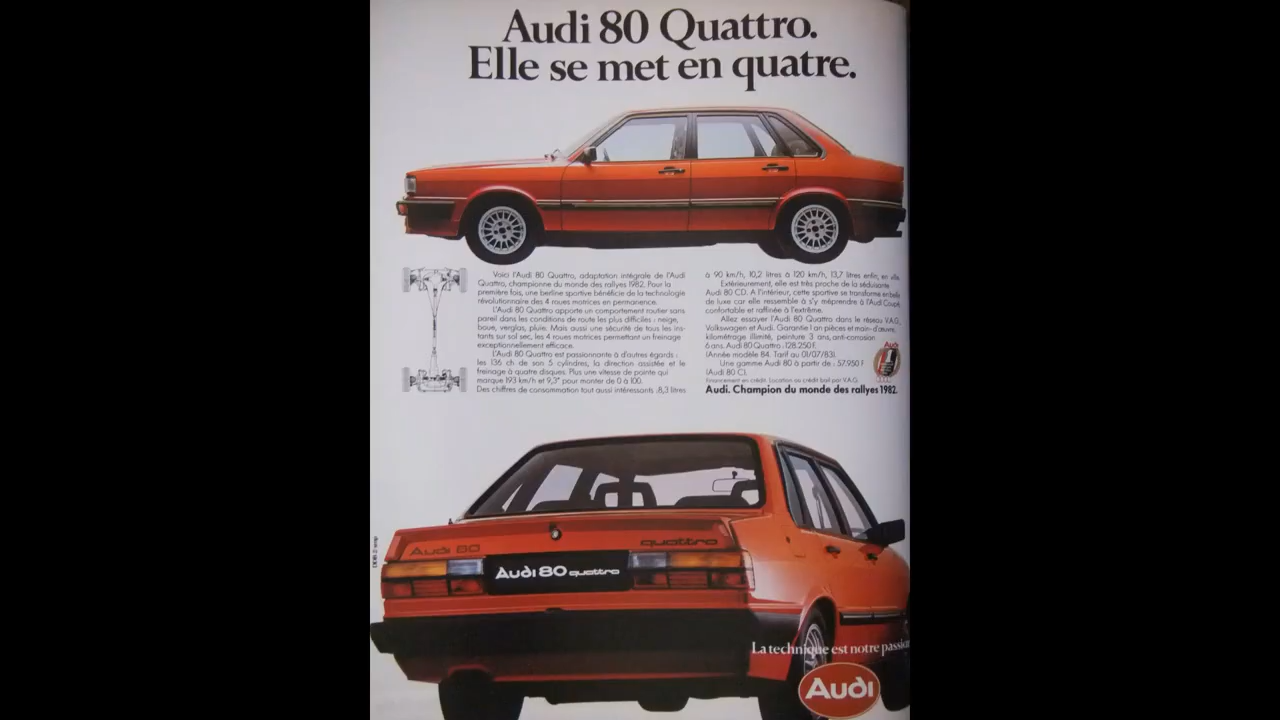 Audi 80 Quattro.
Elle se met en quatre.
Voici l'Audi 80 Quattro, adaptation intégrale de l'Audi
Quattro, championne du monde des rallyes 1982. Pour la
première fois, une berline sportive bénéficie de la technologie
révolutionnaire des 4 roues motrices en permanence.
L'Audi 80 Quattro apporte un comportement routier sans
pareil dans les conditions de route les plus difficiles : neige,
boue, verglas, pluie. Mais aussi une sécurité de tous les ins-
tants sur sol sec, les 4 roues motrices permettant un freinage
exceptionnellement efficace.
L'Audi 80 Quattro est passionnante à d'autres égards :
les 136 ch de son 5 cylindres, la direction assistée et le
freinage à quatre disques. Plus une vitesse de pointe qui
marque 193 km/h et 9,3" pour monter de 0 à 100.
Des chiffres de consommation tout aussi intéressants : 8,3 litres
à 90 km/h, 10,2 litres à 120 km/h, 13,7 litres enfin, en ville.
Extérieurement, elle est très proche de la séduisante
Audi 80 CD. A l'intérieur, cette sportive se transforme en belle
de luxe car elle ressemble à s'y méprendre à l'Audi Coupé,
confortable et raffinée à l'extrême.
Allez essayer l'Audi 80 Quattro dans le réseau V.A.G.,
Volkswagen et Audi. Garantie 1 an pièces et main-d'œuvre,
kilométrage illimité, peinture 3 ans, anti-corrosion
6 ans. Audi 80 Quattro : 128.250 F.
(Année modèle 84. Tarif au 01/07/83).
Une gamme Audi 80 à partir de : 57.950 F
(Audi 80 C).
Financement en crédit. Location ou crédit bail par V.A.G.
Audi. Champion du monde des rallyes 1982.
Audi
Audi 80 quattro
Audi 80 quattro
La technique est notre passion
Audi